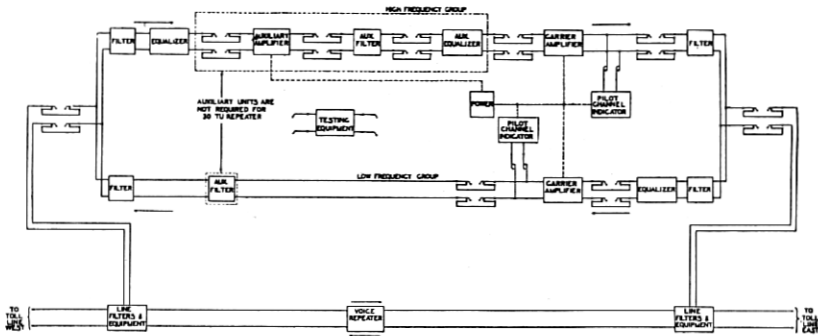 HIGH FREQUENCY GROUP
FILTER
EQUALIZER
AUXILIARY
AMPLIFIER
AUX
FILTER
AUX
EQUALIZER
CARRIER
AMPLIFIER
FILTER
AUXILIARY UNITS ARE
NOT REQUIRED FOR
30 TU REPEATER
TESTING
EQUIPMENT
POWER
PILOT
CHANNEL
INDICATOR
PILOT
CHANNEL
INDICATOR
LOW FREQUENCY GROUP
FILTER
AUX
FILTER
CARRIER
AMPLIFIER
EQUALIZER
FILTER
TO
TOLL
LINE
WEST
LINE
FILTERS &
EQUIPMENT
VOICE
REPEATER
LINE
FILTERS &
EQUIPMENT
TO
TOLL
LINE
EAST